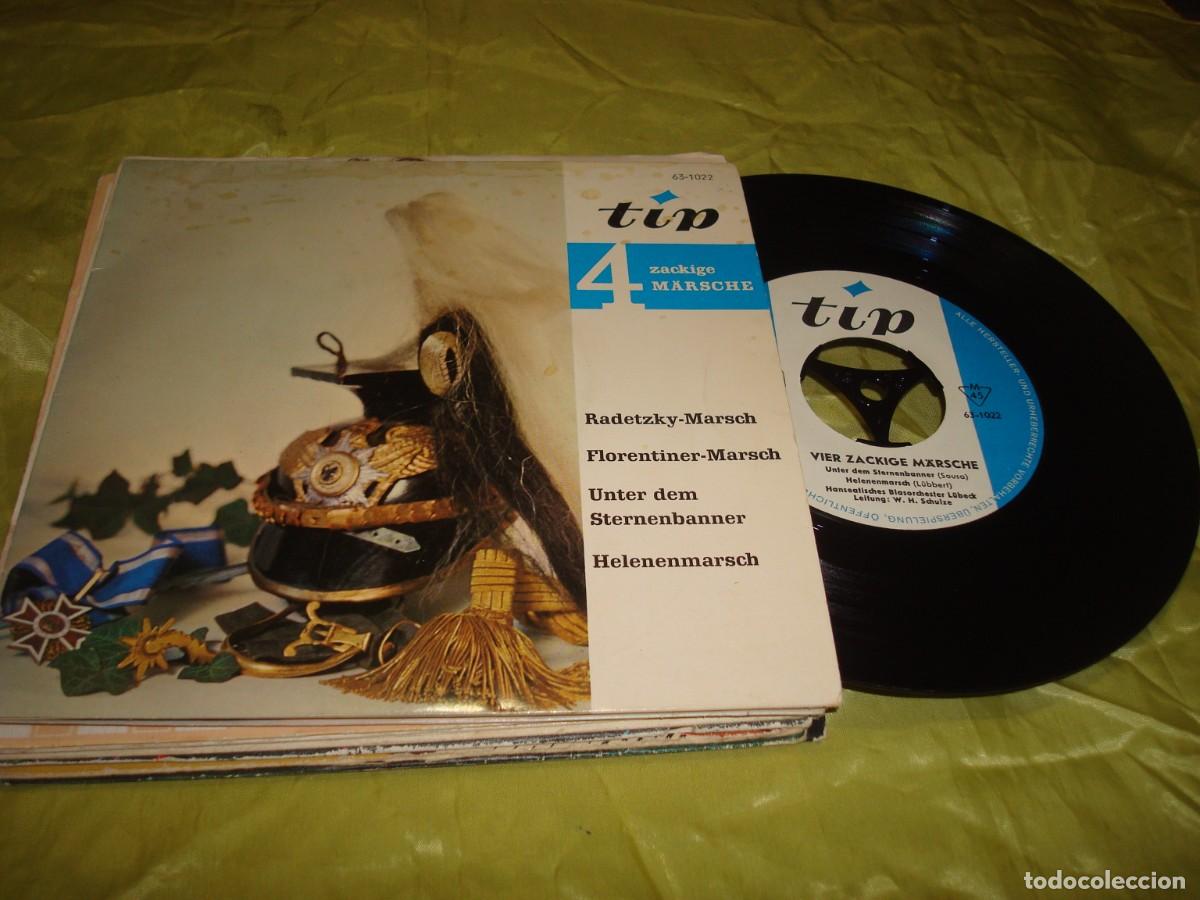 63-1022
tip
4 zackige
MÄRSCHE
Radetzky-Marsch
Florentiner-Marsch
Unter dem
Sternenbanner
Helenenmarsch
tip
ALLE HERSTELLER- UND URHEBERRECHTE VORBEHALTEN, ÜBERSPIELUNG, ÖFFENTLICH
M
45
63-1022
VIER ZACKIGE MÄRSCHE
Unter dem Sternenbanner (Sousa)
Helenenmarsch (Lübbert)
Hanseatisches Blasorchester Lübeck
Leitung: W. H. Schulze
todocoleccion